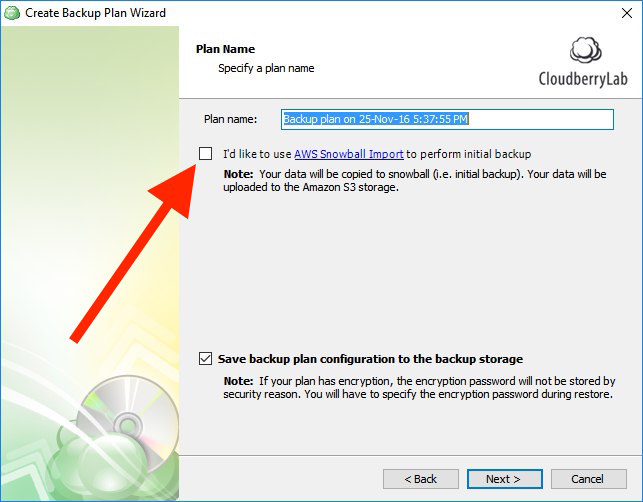 Create Backup Plan Wizard
Plan Name
Specify a plan name
CloudberryLab
Plan name:
Backup plan on 25-Nov-16 5:37:55 PM
I'd like to use AWS Snowball Import to perform initial backup
Note: Your data will be copied to snowball (i.e. initial backup). Your data will be
uploaded to the Amazon S3 storage.
Save backup plan configuration to the backup storage
Note: If your plan has encryption, the encryption password will not be stored by
security reason. You will have to specify the encryption password during restore.
< Back
Next >
Cancel